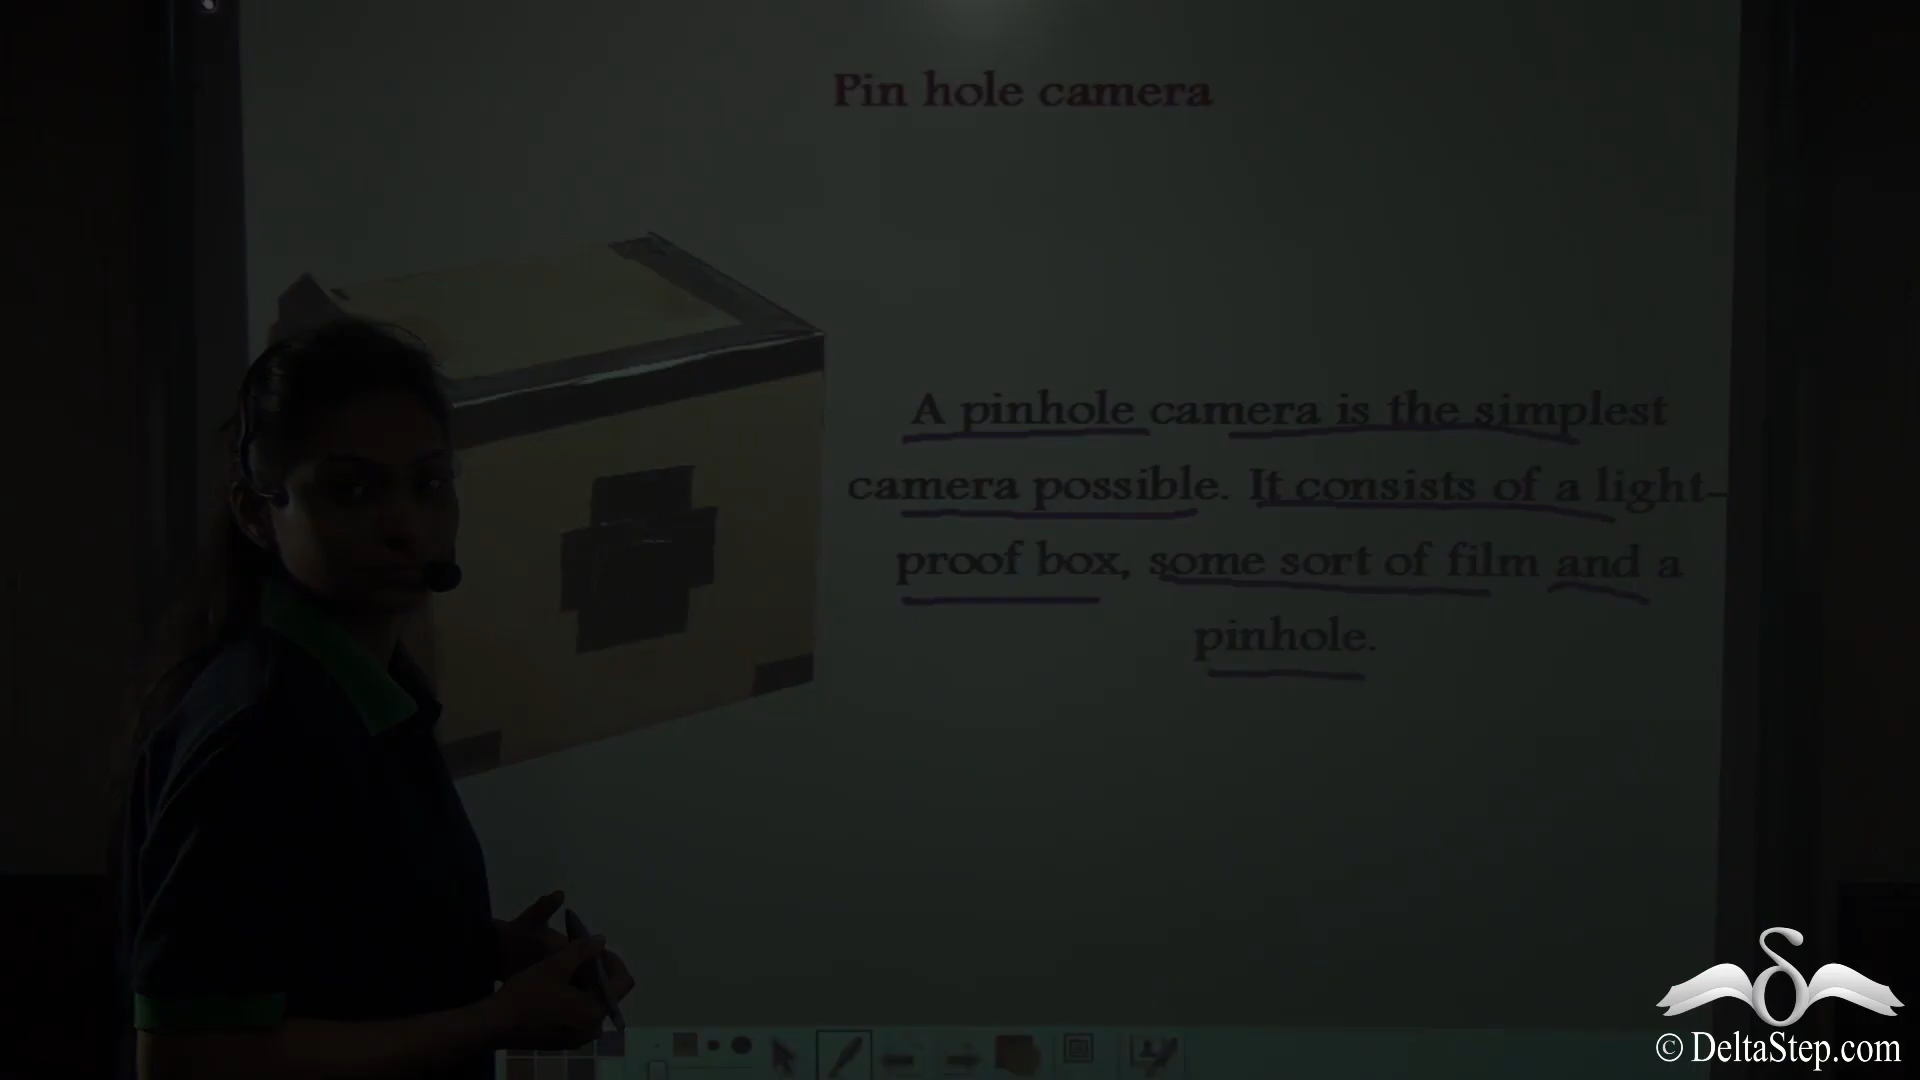 Pin hole camera
A pinhole camera is the simplest
camera possible. It consists of a light-
proof box, some sort of film and a
pinhole.
© DeltaStep.com